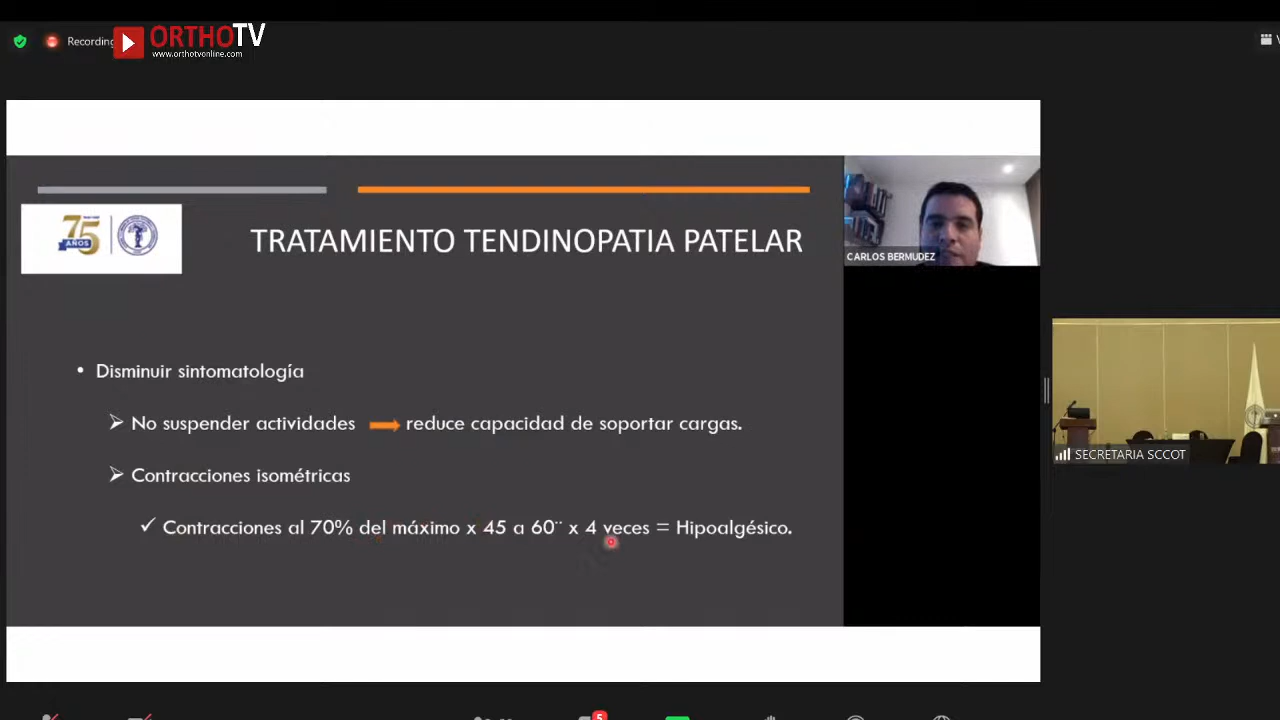 Recording
ORTHOTV
www.orthotvonline.com
75
AÑOS
TRATAMIENTO TENDINOPATIA PATELAR
CARLOS BERMUDEZ
• Disminuir sintomatología
➢ No suspender actividades ➡ reduce capacidad de soportar cargas.
➢ Contracciones isométricas
✓ Contracciones al 70% del máximo x 45 a 60¨ x 4 veces = Hipoalgésico.
SECRETARIA SCCOT
5